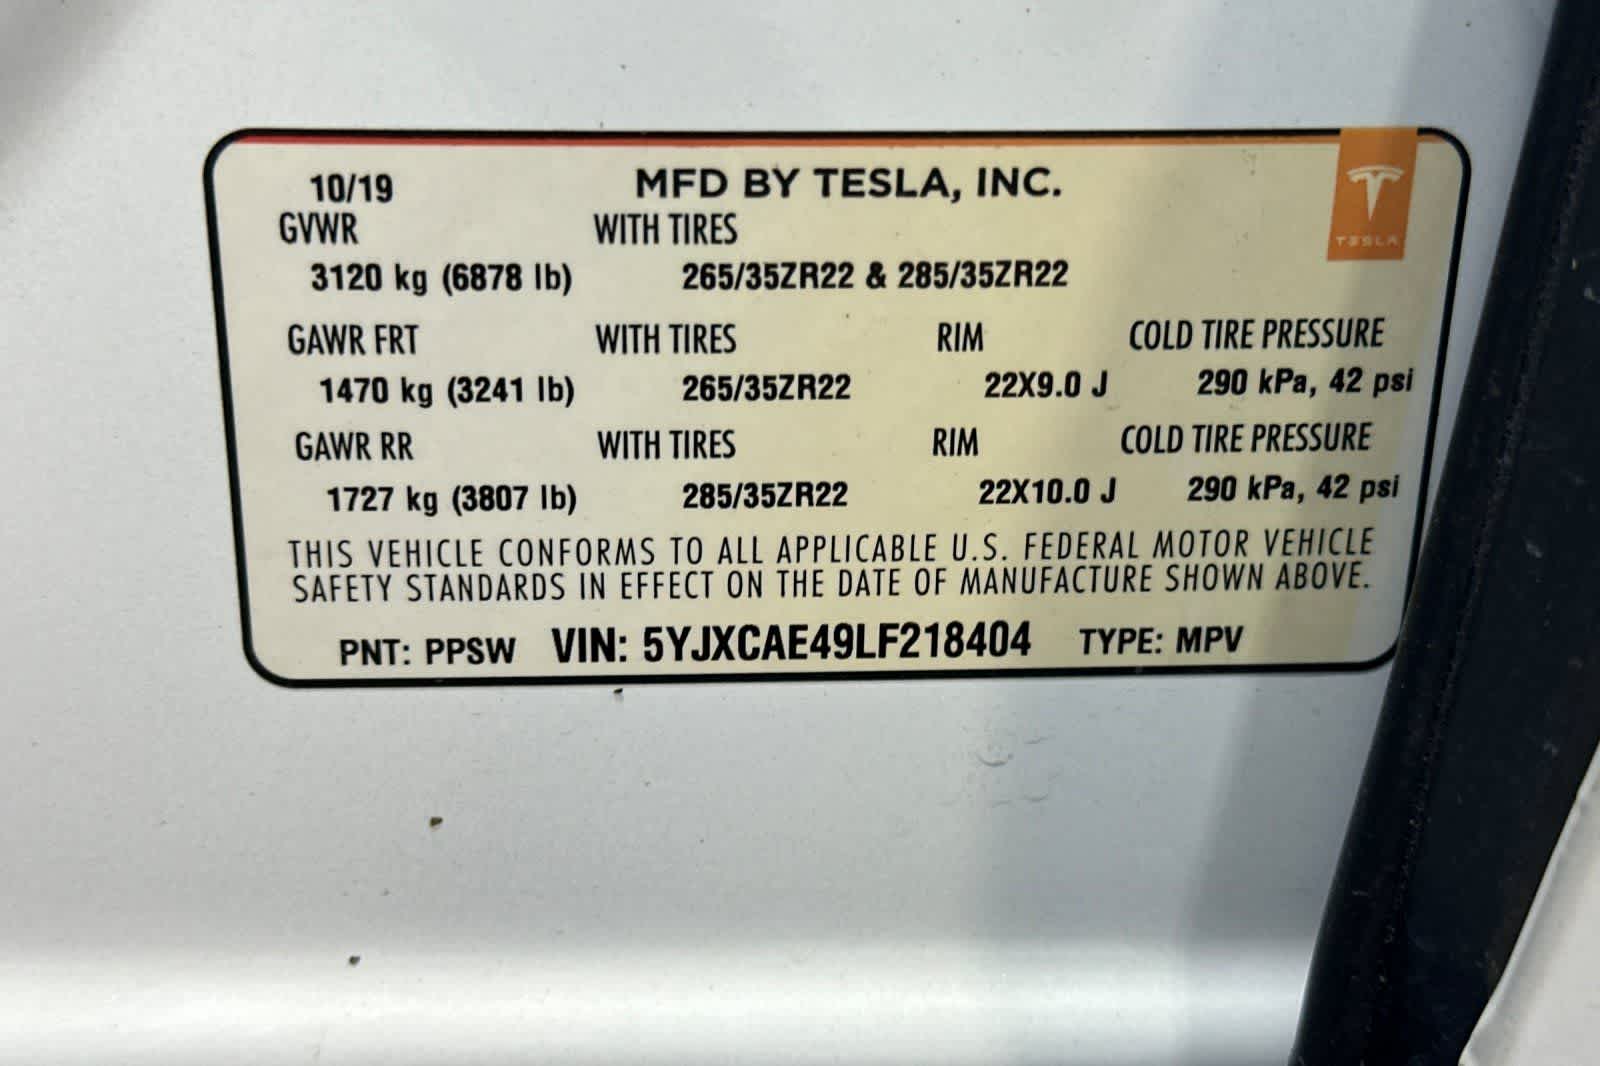 10/19 MFD BY TESLA, INC.
TESLA
GVWR WITH TIRES
3120 kg (6878 lb) 265/35ZR22 & 285/35ZR22
GAWR FRT WITH TIRES RIM COLD TIRE PRESSURE
1470 kg (3241 lb) 265/35ZR22 22X9.0 J 290 kPa, 42 psi
GAWR RR WITH TIRES RIM COLD TIRE PRESSURE
1727 kg (3807 lb) 285/35ZR22 22X10.0 J 290 kPa, 42 psi
THIS VEHICLE CONFORMS TO ALL APPLICABLE U.S. FEDERAL MOTOR VEHICLE
SAFETY STANDARDS IN EFFECT ON THE DATE OF MANUFACTURE SHOWN ABOVE.
PNT: PPSW VIN: 5YJXCAE49LF218404 TYPE: MPV